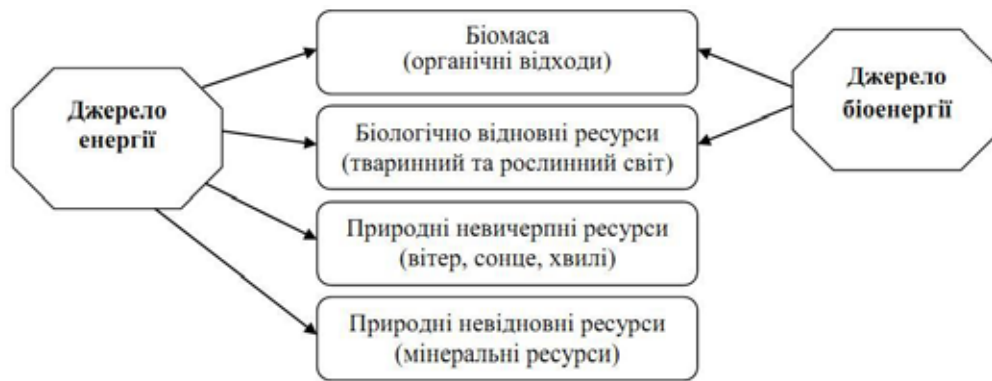 Джерело
енергії
Біомаса
(органічні відходи)
Біологічно відновні ресурси
(тваринний та рослинний світ)
Природні невичерпні ресурси
(вітер, сонце, хвилі)
Природні невідновні ресурси
(мінеральні ресурси)
Джерело
біоенергії